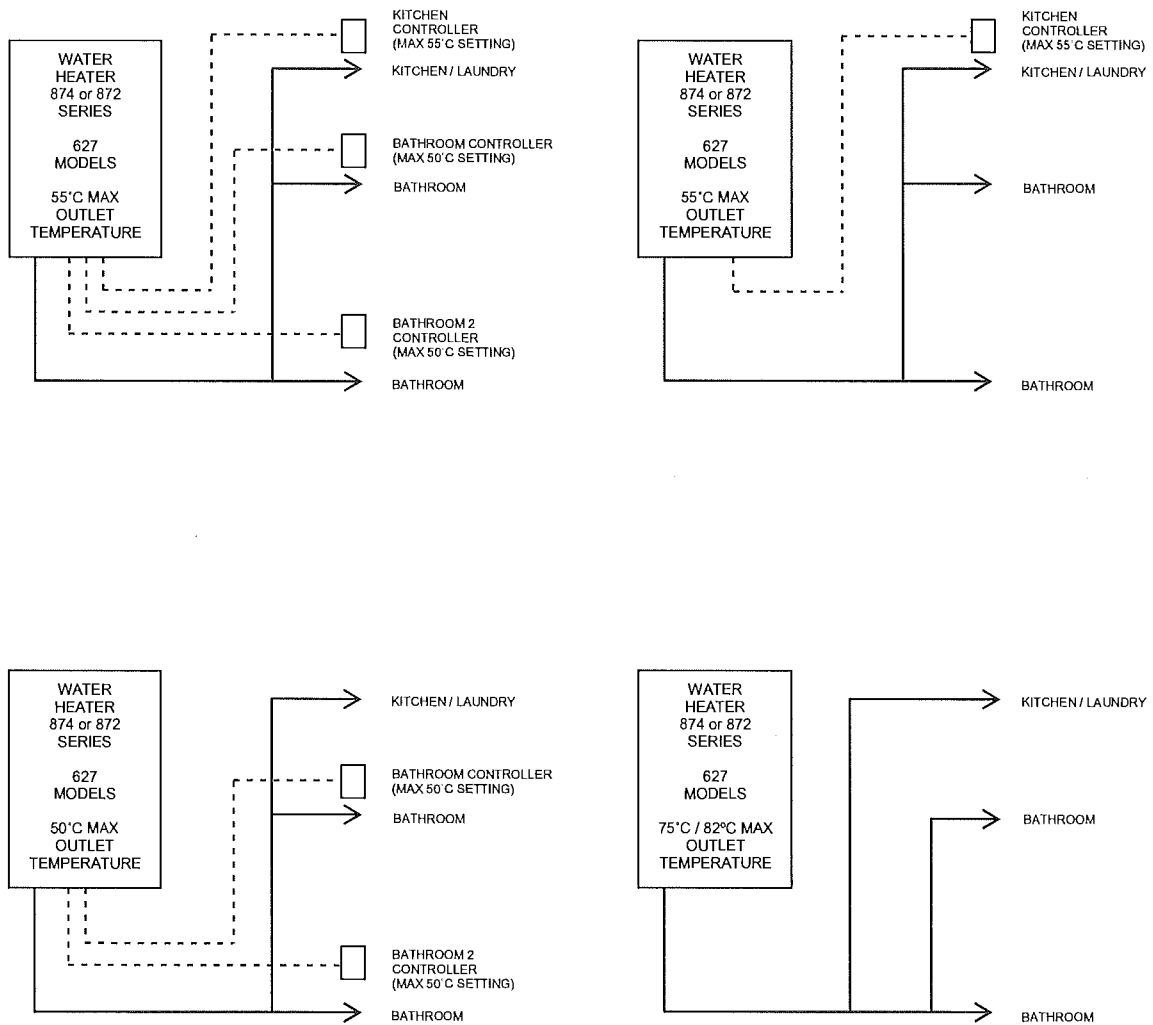 WATER
HEATER
874 or 872
SERIES
627
MODELS
55°C MAX
OUTLET
TEMPERATURE
KITCHEN
CONTROLLER
(MAX 55°C SETTING)
KITCHEN / LAUNDRY
BATHROOM CONTROLLER
(MAX 50°C SETTING)
BATHROOM
BATHROOM 2
CONTROLLER
(MAX 50°C SETTING)
BATHROOM
WATER
HEATER
874 or 872
SERIES
627
MODELS
55°C MAX
OUTLET
TEMPERATURE
KITCHEN
CONTROLLER
(MAX 55°C SETTING)
KITCHEN / LAUNDRY
BATHROOM
BATHROOM
WATER
HEATER
874 or 872
SERIES
627
MODELS
50°C MAX
OUTLET
TEMPERATURE
KITCHEN / LAUNDRY
BATHROOM CONTROLLER
(MAX 50°C SETTING)
BATHROOM
BATHROOM 2
CONTROLLER
(MAX 50°C SETTING)
BATHROOM
WATER
HEATER
874 or 872
SERIES
627
MODELS
75°C / 82ºC MAX
OUTLET
TEMPERATURE
KITCHEN / LAUNDRY
BATHROOM
BATHROOM